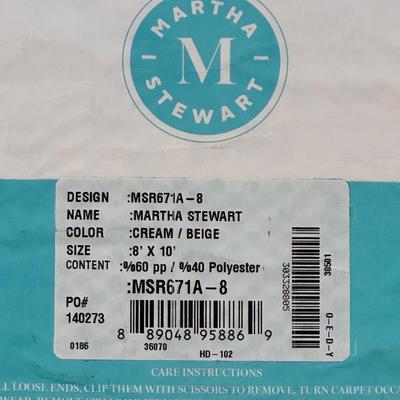 MARTHA
M
STEWART
DESIGN :MSR671A-8
NAME :MARTHA STEWART
COLOR :CREAM / BEIGE
SIZE :8' X 10'
CONTENT :%60 pp / %40 Polyester
:MSR671A-8
PO#
140273
8 89048 95886 9
0186 36070 HD-102
303328805
30501
O-E-D-Y
CARE INSTRUCTIONS
LL LOOSE ENDS, CLIP THEM WITH SCISSORS TO REMOVE. TURN CARPET OCCA